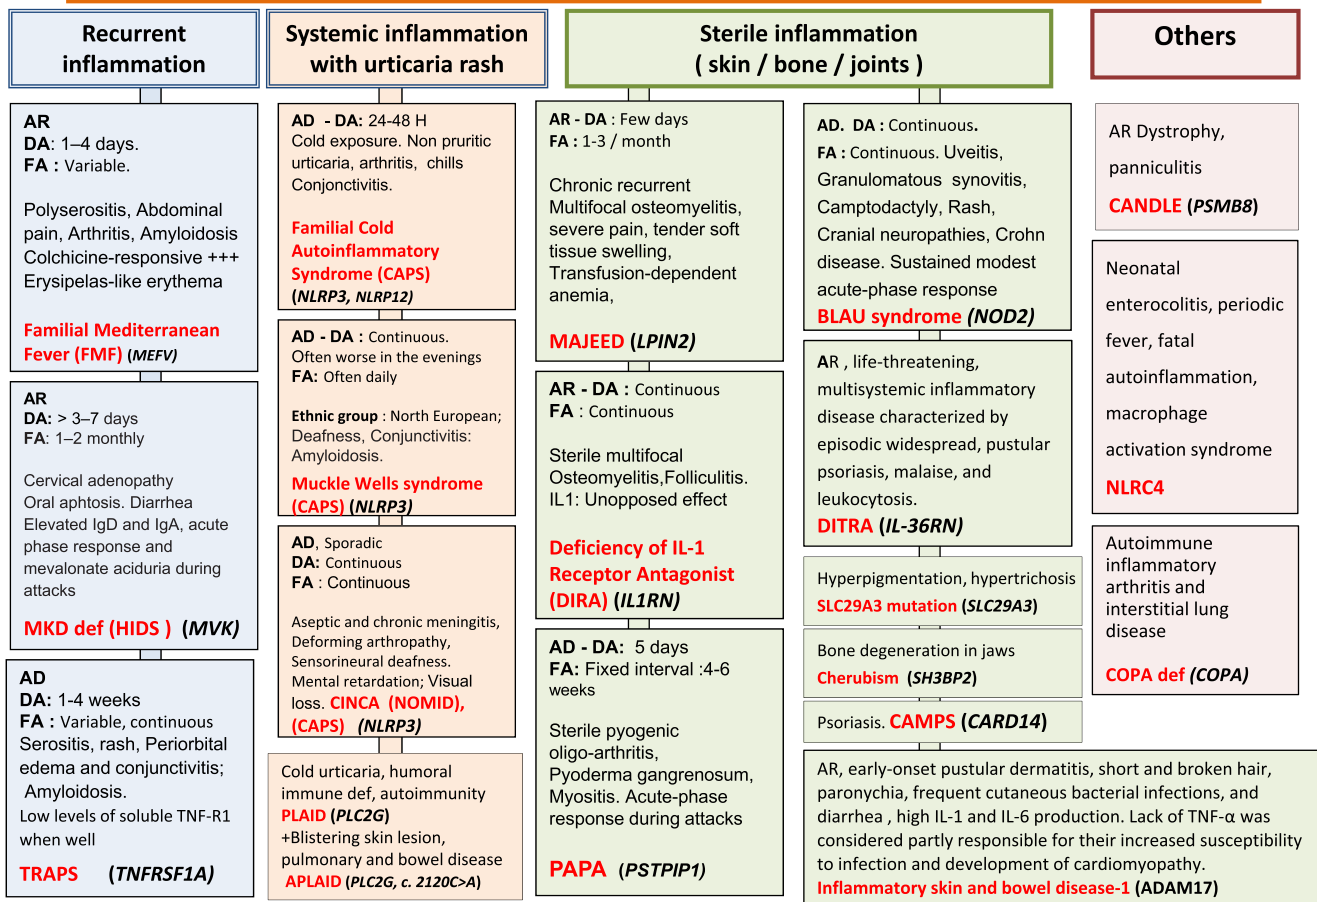 Recurrent
inflammation
AR
DA: 1–4 days.
FA : Variable.
Polyserositis, Abdominal
pain, Arthritis, Amyloidosis
Colchicine-responsive +++
Erysipelas-like erythema
Familial Mediterranean
Fever (FMF) (MEFV)
AR
DA: > 3–7 days
FA: 1–2 monthly
Cervical adenopathy
Oral aphtosis. Diarrhea
Elevated IgD and IgA, acute
phase response and
mevalonate aciduria during
attacks
MKD def (HIDS ) (MVK)
AD
DA: 1-4 weeks
FA : Variable, continuous
Serositis, rash, Periorbital
edema and conjunctivitis;
Amyloidosis.
Low levels of soluble TNF-R1
when well
TRAPS (TNFRSF1A)
Systemic inflammation
with urticaria rash
AD - DA: 24-48 H
Cold exposure. Non pruritic
urticaria, arthritis, chills
Conjonctivitis.
Familial Cold
Autoinflammatory
Syndrome (CAPS)
(NLRP3, NLRP12)
AD - DA : Continuous.
Often worse in the evenings
FA: Often daily
Ethnic group : North European;
Deafness, Conjunctivitis:
Amyloidosis.
Muckle Wells syndrome
(CAPS) (NLRP3)
AD, Sporadic
DA: Continuous
FA : Continuous
Aseptic and chronic meningitis,
Deforming arthropathy,
Sensorineural deafness.
Mental retardation; Visual
loss. CINCA (NOMID),
(CAPS) (NLRP3)
Cold urticaria, humoral
immune def, autoimmunity
PLAID (PLC2G)
+Blistering skin lesion,
pulmonary and bowel disease
APLAID (PLC2G, c. 2120C>A)
Sterile inflammation
( skin / bone / joints )
AR - DA : Few days
FA : 1-3 / month
Chronic recurrent
Multifocal osteomyelitis,
severe pain, tender soft
tissue swelling,
Transfusion-dependent
anemia,
MAJEED (LPIN2)
AR - DA : Continuous
FA : Continuous
Sterile multifocal
Osteomyelitis,Folliculitis.
IL1: Unopposed effect
Deficiency of IL-1
Receptor Antagonist
(DIRA) (IL1RN)
AD - DA: 5 days
FA: Fixed interval :4-6
weeks
Sterile pyogenic
oligo-arthritis,
Pyoderma gangrenosum,
Myositis. Acute-phase
response during attacks
PAPA (PSTPIP1)
AD. DA : Continuous.
FA : Continuous. Uveitis,
Granulomatous synovitis,
Camptodactyly, Rash,
Cranial neuropathies, Crohn
disease. Sustained modest
acute-phase response
BLAU syndrome (NOD2)
AR , life-threatening,
multisystemic inflammatory
disease characterized by
episodic widespread, pustular
psoriasis, malaise, and
leukocytosis.
DITRA (IL-36RN)
Hyperpigmentation, hypertrichosis
SLC29A3 mutation (SLC29A3)
Bone degeneration in jaws
Cherubism (SH3BP2)
Psoriasis. CAMPS (CARD14)
AR, early-onset pustular dermatitis, short and broken hair,
paronychia, frequent cutaneous bacterial infections, and
diarrhea , high IL-1 and IL-6 production. Lack of TNF-α was
considered partly responsible for their increased susceptibility
to infection and development of cardiomyopathy.
Inflammatory skin and bowel disease-1 (ADAM17)
Others
AR Dystrophy,
panniculitis
CANDLE (PSMB8)
Neonatal
enterocolitis, periodic
fever, fatal
autoinflammation,
macrophage
activation syndrome
NLRC4
Autoimmune
inflammatory
arthritis and
interstitial lung
disease
COPA def (COPA)